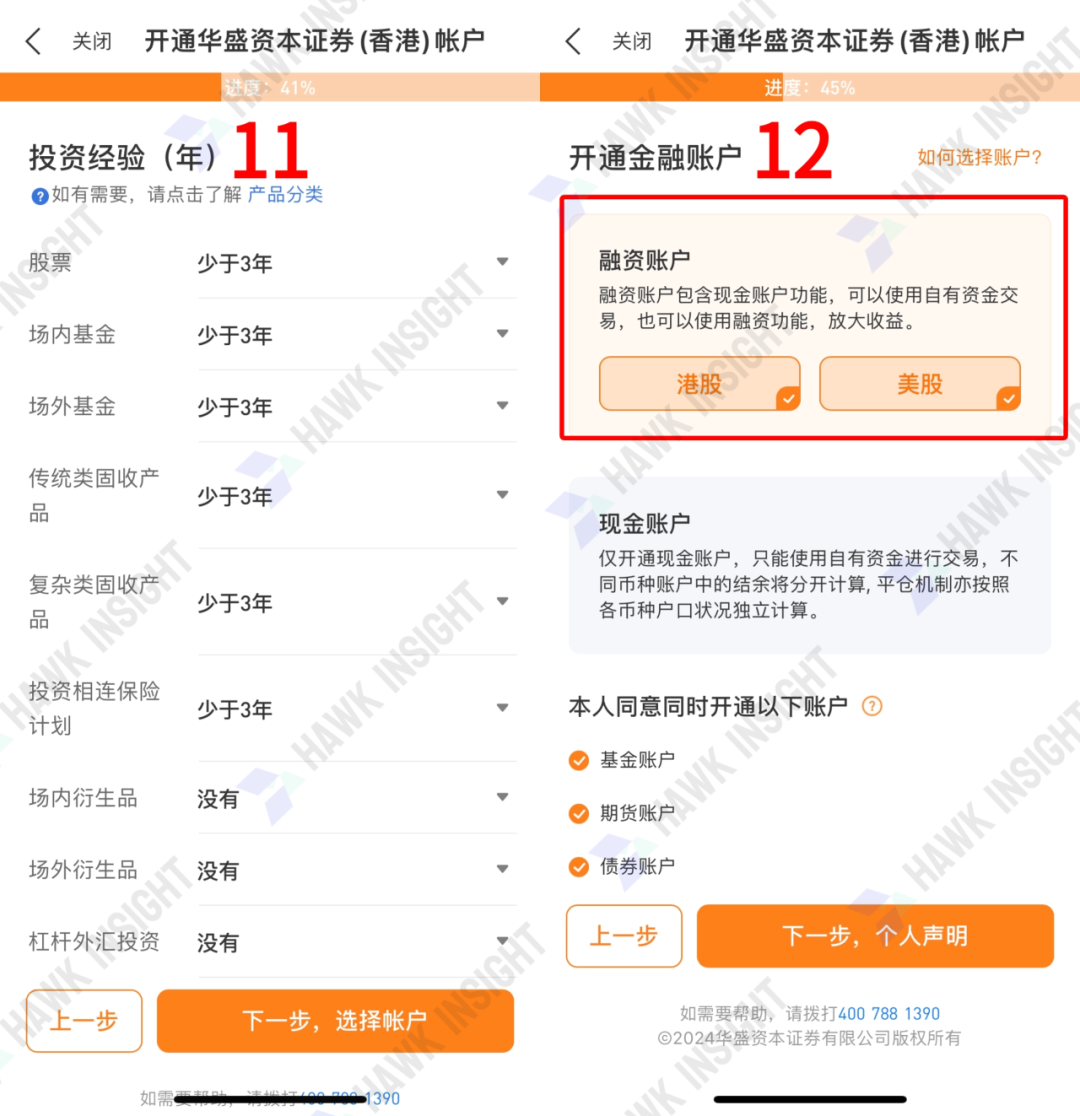 关闭 开通华盛资本证券(香港)帐户
进度：41%
投资经验（年） 11
如有需要，请点击了解 产品分类
股票 少于3年
场内基金 少于3年
场外基金 少于3年
传统类固收产
品
少于3年
复杂类固收产
品
少于3年
投资相连保险
计划
少于3年
场内衍生品 没有
场外衍生品 没有
杠杆外汇投资 没有
上一步 下一步，选择帐户
如需要帮助，请拨打400 788 1390
关闭 开通华盛资本证券(香港)帐户
进度：45%
开通金融账户 12 如何选择账户?
融资账户
融资账户包含现金账户功能，可以使用自有资金交
易，也可以使用融资功能，放大收益。
港股 美股
现金账户
仅开通现金账户，只能使用自有资金进行交易，不
同币种账户中的结余将分开计算, 平仓机制亦按照
各币种户口状况独立计算。
本人同意同时开通以下账户 ?
基金账户
期货账户
债券账户
上一步 下一步，个人声明
如需要帮助，请拨打400 788 1390
©2024华盛资本证券有限公司版权所有
HAWK INSIGHT